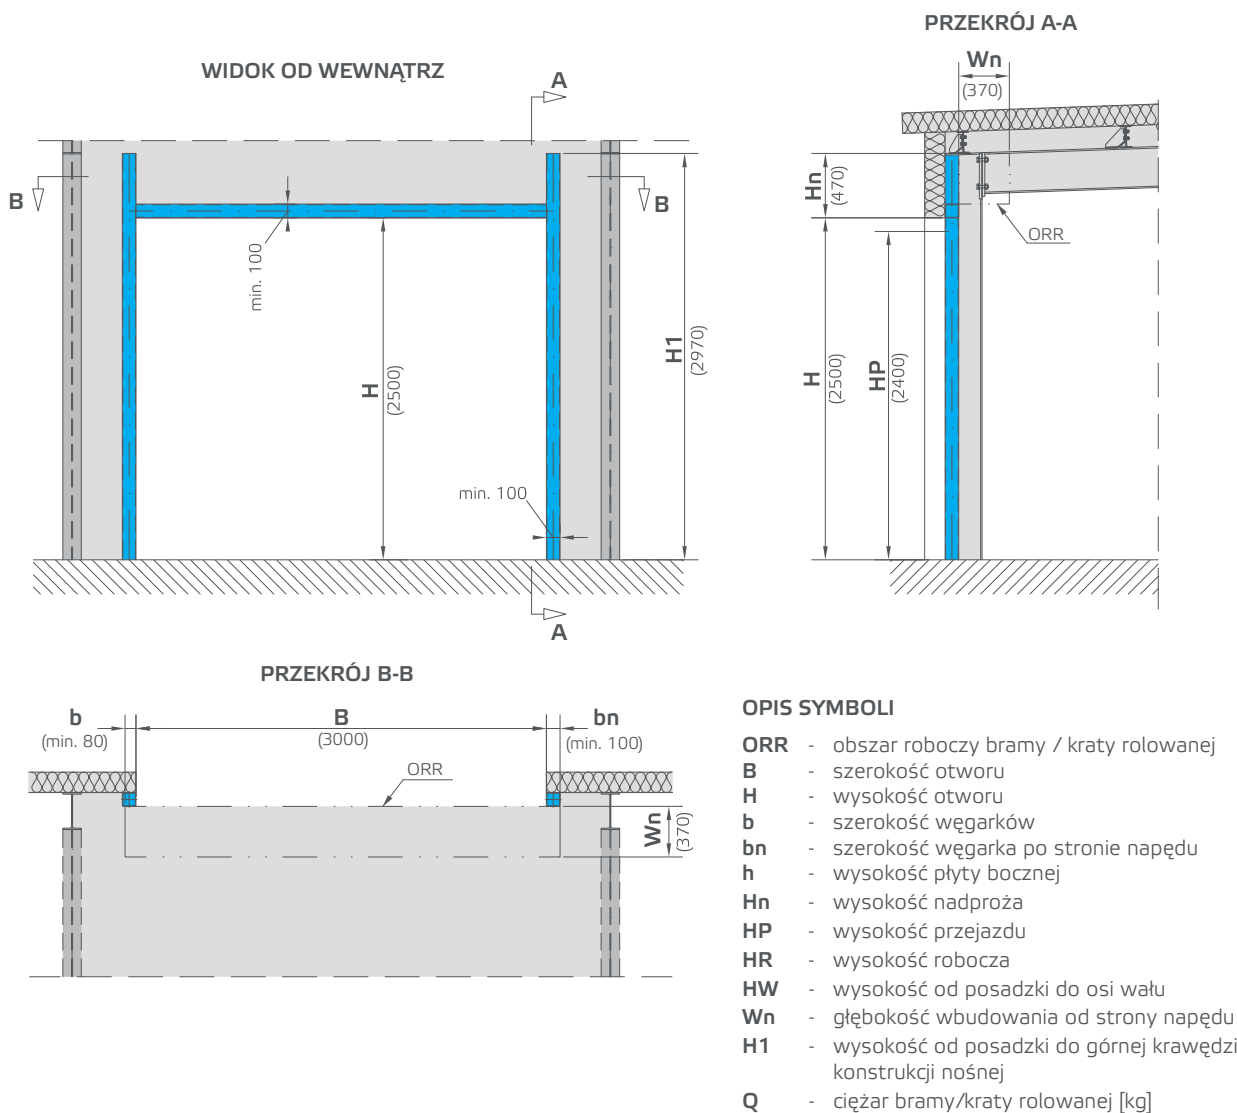 PRZEKRÓJ A-A
WIDOK OD WEWNĄTRZ
Wn
(370)
A
B
B
Hn
(470)
ORR
min. 100
H
(2500)
H1
(2970)
H
(2500)
HP
(2400)
min. 100
A
PRZEKRÓJ B-B
b
(min. 80)
B
(3000)
bn
(min. 100)
ORR
Wn
(370)
OPIS SYMBOLI
ORR - obszar roboczy bramy / kraty rolowanej
B - szerokość otworu
H - wysokość otworu
b - szerokość węgarków
bn - szerokość węgarka po stronie napędu
h - wysokość płyty bocznej
Hn - wysokość nadproża
HP - wysokość przejazdu
HR - wysokość robocza
HW - wysokość od posadzki do osi wału
Wn - głębokość wbudowania od strony napędu
H1 - wysokość od posadzki do górnej krawędzi
konstrukcji nośnej
Q - ciężar bramy/kraty rolowanej [kg]